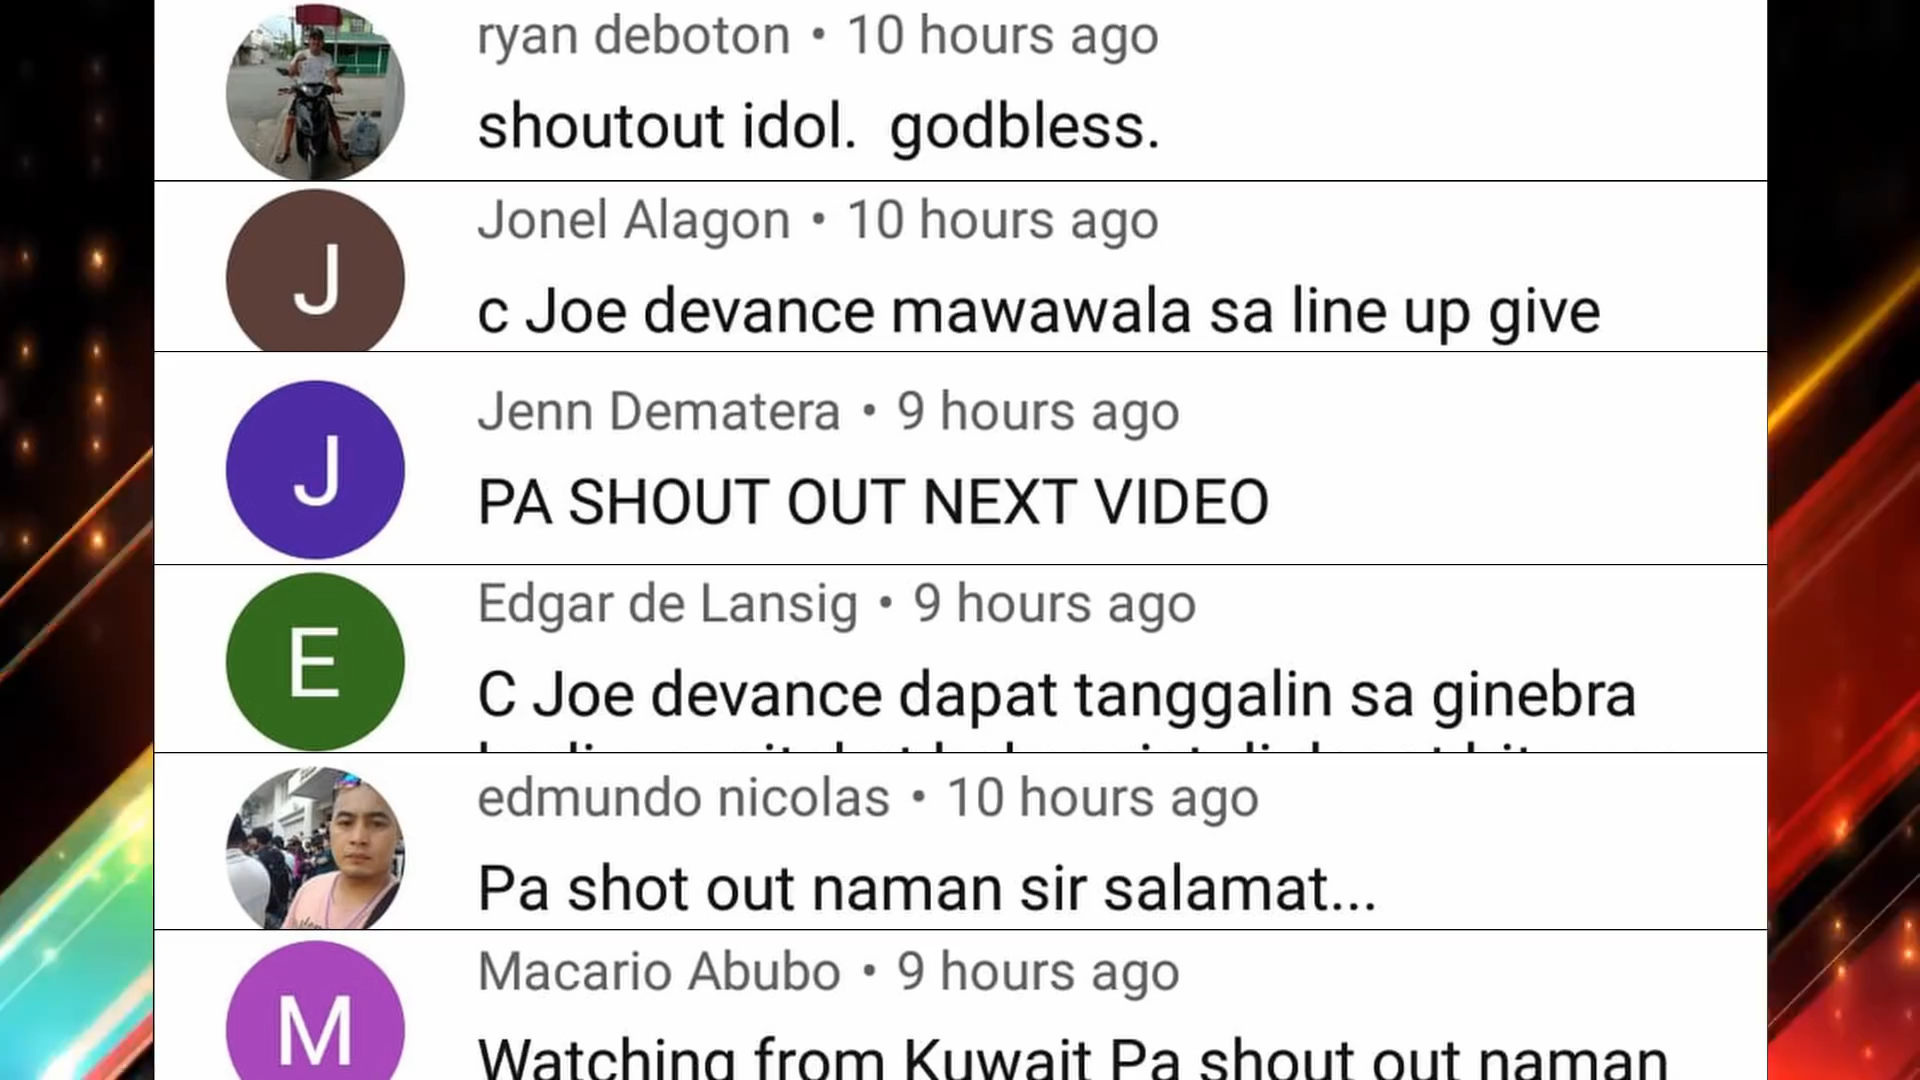 ryan deboton • 10 hours ago
shoutout idol.  godbless.
J
Jonel Alagon • 10 hours ago
c Joe devance mawawala sa line up give
J
Jenn Dematera • 9 hours ago
PA SHOUT OUT NEXT VIDEO
E
Edgar de Lansig • 9 hours ago
C Joe devance dapat tanggalin sa ginebra
edmundo nicolas • 10 hours ago
Pa shot out naman sir salamat...
M
Macario Abubo • 9 hours ago
Watching from Kuwait Pa shout out naman